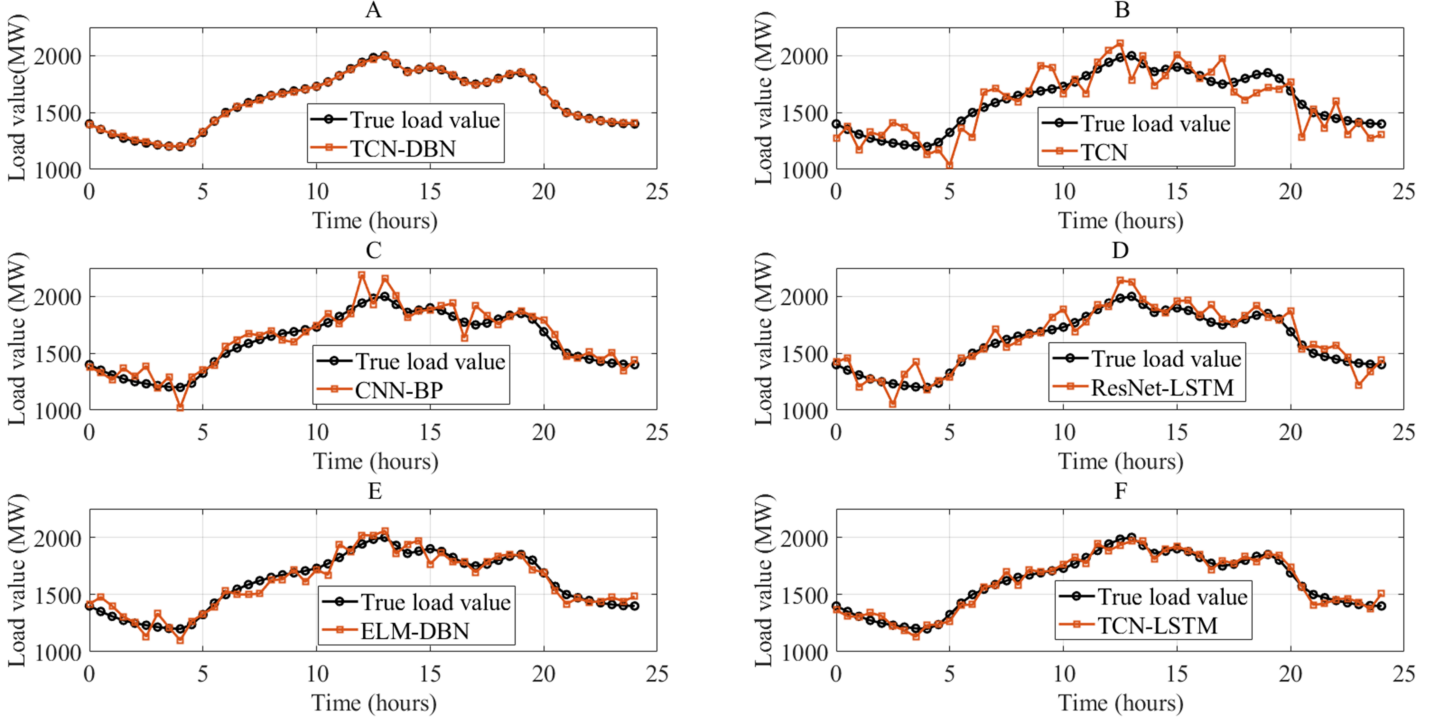 A
Load value(MW)
2000
1500
1000
True load value
TCN-DBN
0 5 10 15 20 25
Time (hours)
B
Load value (MW)
2000
1500
1000
True load value
TCN
0 5 10 15 20 25
Time (hours)
C
Load value (MW)
2000
1500
1000
True load value
CNN-BP
0 5 10 15 20 25
Time (hours)
D
Load value (MW)
2000
1500
1000
True load value
ResNet-LSTM
0 5 10 15 20 25
Time (hours)
E
Load value (MW)
2000
1500
1000
True load value
ELM-DBN
0 5 10 15 20 25
Time (hours)
F
Load value (MW)
2000
1500
1000
True load value
TCN-LSTM
0 5 10 15 20 25
Time (hours)